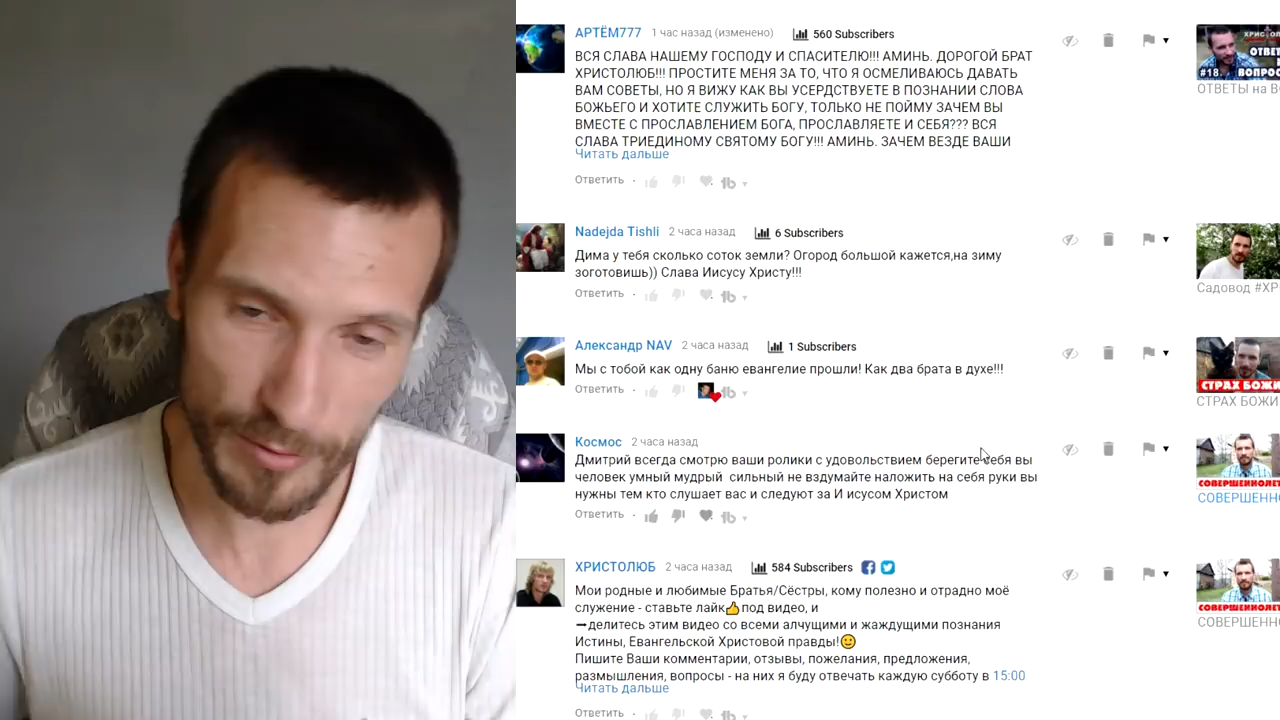 АРТЁМ777 1 час назад (изменено) 560 Subscribers
ВСЯ СЛАВА НАШЕМУ ГОСПОДУ И СПАСИТЕЛЮ!!! АМИНЬ. ДОРОГОЙ БРАТ
ХРИСТОЛЮБ!!! ПРОСТИТЕ МЕНЯ ЗА ТО, ЧТО Я ОСМЕЛИВАЮСЬ ДАВАТЬ
ВАМ СОВЕТЫ, НО Я ВИЖУ КАК ВЫ УСЕРДСТВУЕТЕ В ПОЗНАНИИ СЛОВА
БОЖЬЕГО И ХОТИТЕ СЛУЖИТЬ БОГУ, ТОЛЬКО НЕ ПОЙМУ ЗАЧЕМ ВЫ
ВМЕСТЕ С ПРОСЛАВЛЕНИЕМ БОГА, ПРОСЛАВЛЯЕТЕ И СЕБЯ??? ВСЯ
СЛАВА ТРИЕДИНОМУ СВЯТОМУ БОГУ!!! АМИНЬ. ЗАЧЕМ ВЕЗДЕ ВАШИ
Читать дальше
Ответить
#18
ОТВЕТЫ на В
Nadejda Tishli 2 часа назад 6 Subscribers
Дима у тебя сколько соток земли? Огород большой кажется,на зиму
зоготовишь)) Слава Иисусу Христу!!!
Ответить
Садовод #ХР
Александр NAV 2 часа назад 1 Subscribers
Мы с тобой как одну баню евангелие прошли! Как два брата в духе!!!
Ответить
СТРАХ БОЖИ
СТРАХ БОЖИ
Космос 2 часа назад
Дмитрий всегда смотрю ваши ролики с удовольствием берегите себя вы
человек умный мудрый сильный не вздумайте наложить на себя руки вы
нужны тем кто слушает вас и следуют за И исусом Христом
Ответить
СОВЕРШЕННОЛЕТ
СОВЕРШЕННО
ХРИСТОЛЮБ 2 часа назад 584 Subscribers
Мои родные и любимые Братья/Сёстры, кому полезно и отрадно моё
служение - ставьте лайк👍под видео, и
➞делитесь этим видео со всеми алчущими и жаждущими познания
Истины, Евангельской Христовой правды!🙂
Пишите Ваши комментарии, отзывы, пожелания, предложения,
размышления, вопросы - на них я буду отвечать каждую субботу в 15:00
Читать дальше
Ответить
СОВЕРШЕННОЛЕТ
СОВЕРШЕННО